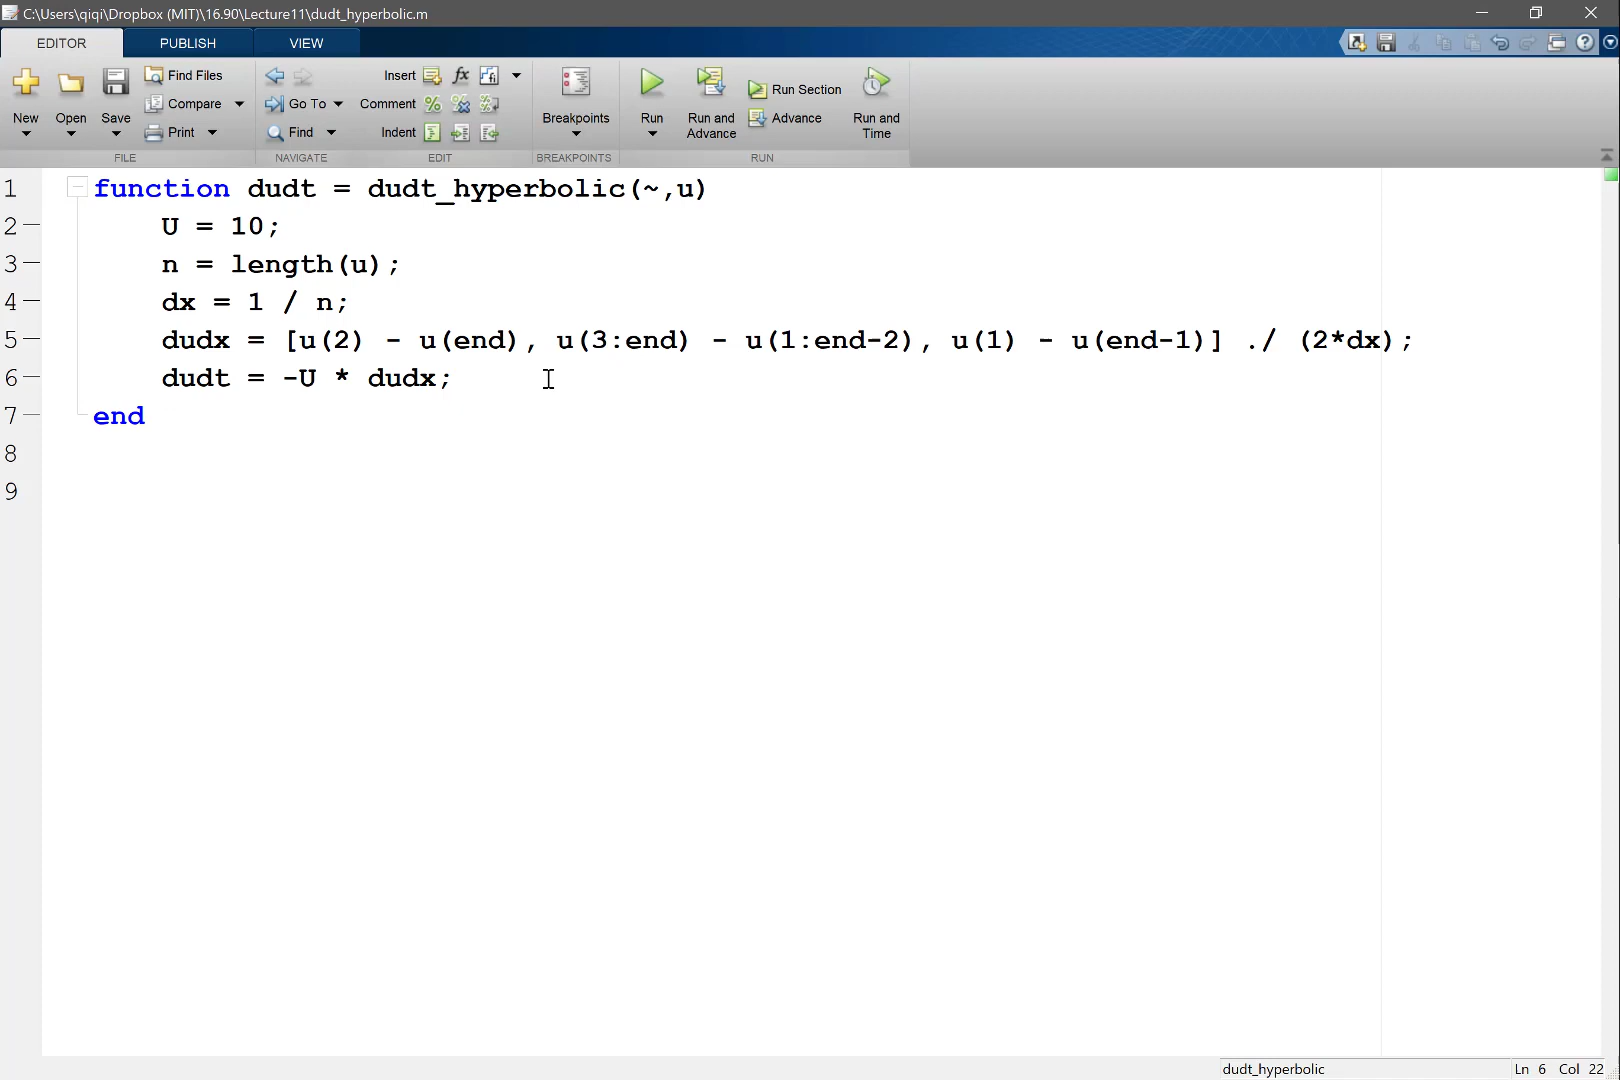 C:\Users\qiqi\Dropbox (MIT)\16.90\Lecture11\dudt_hyperbolic.m
EDITOR PUBLISH VIEW
New Open Save
Find Files
Compare
Print
FILE
Go To
Find
NAVIGATE
Insert fx
Comment
Indent
EDIT
Breakpoints
BREAKPOINTS
Run
Run and Advance
Run Section
Advance
Run and Time
RUN
1 function dudt = dudt_hyperbolic(~,u)
2 U = 10;
3 n = length(u);
4 dx = 1 / n;
5 dudx = [u(2) - u(end), u(3:end) - u(1:end-2), u(1) - u(end-1)] ./ (2*dx);
6 dudt = -U * dudx;
7 end
8
9
dudt_hyperbolic Ln 6 Col 22